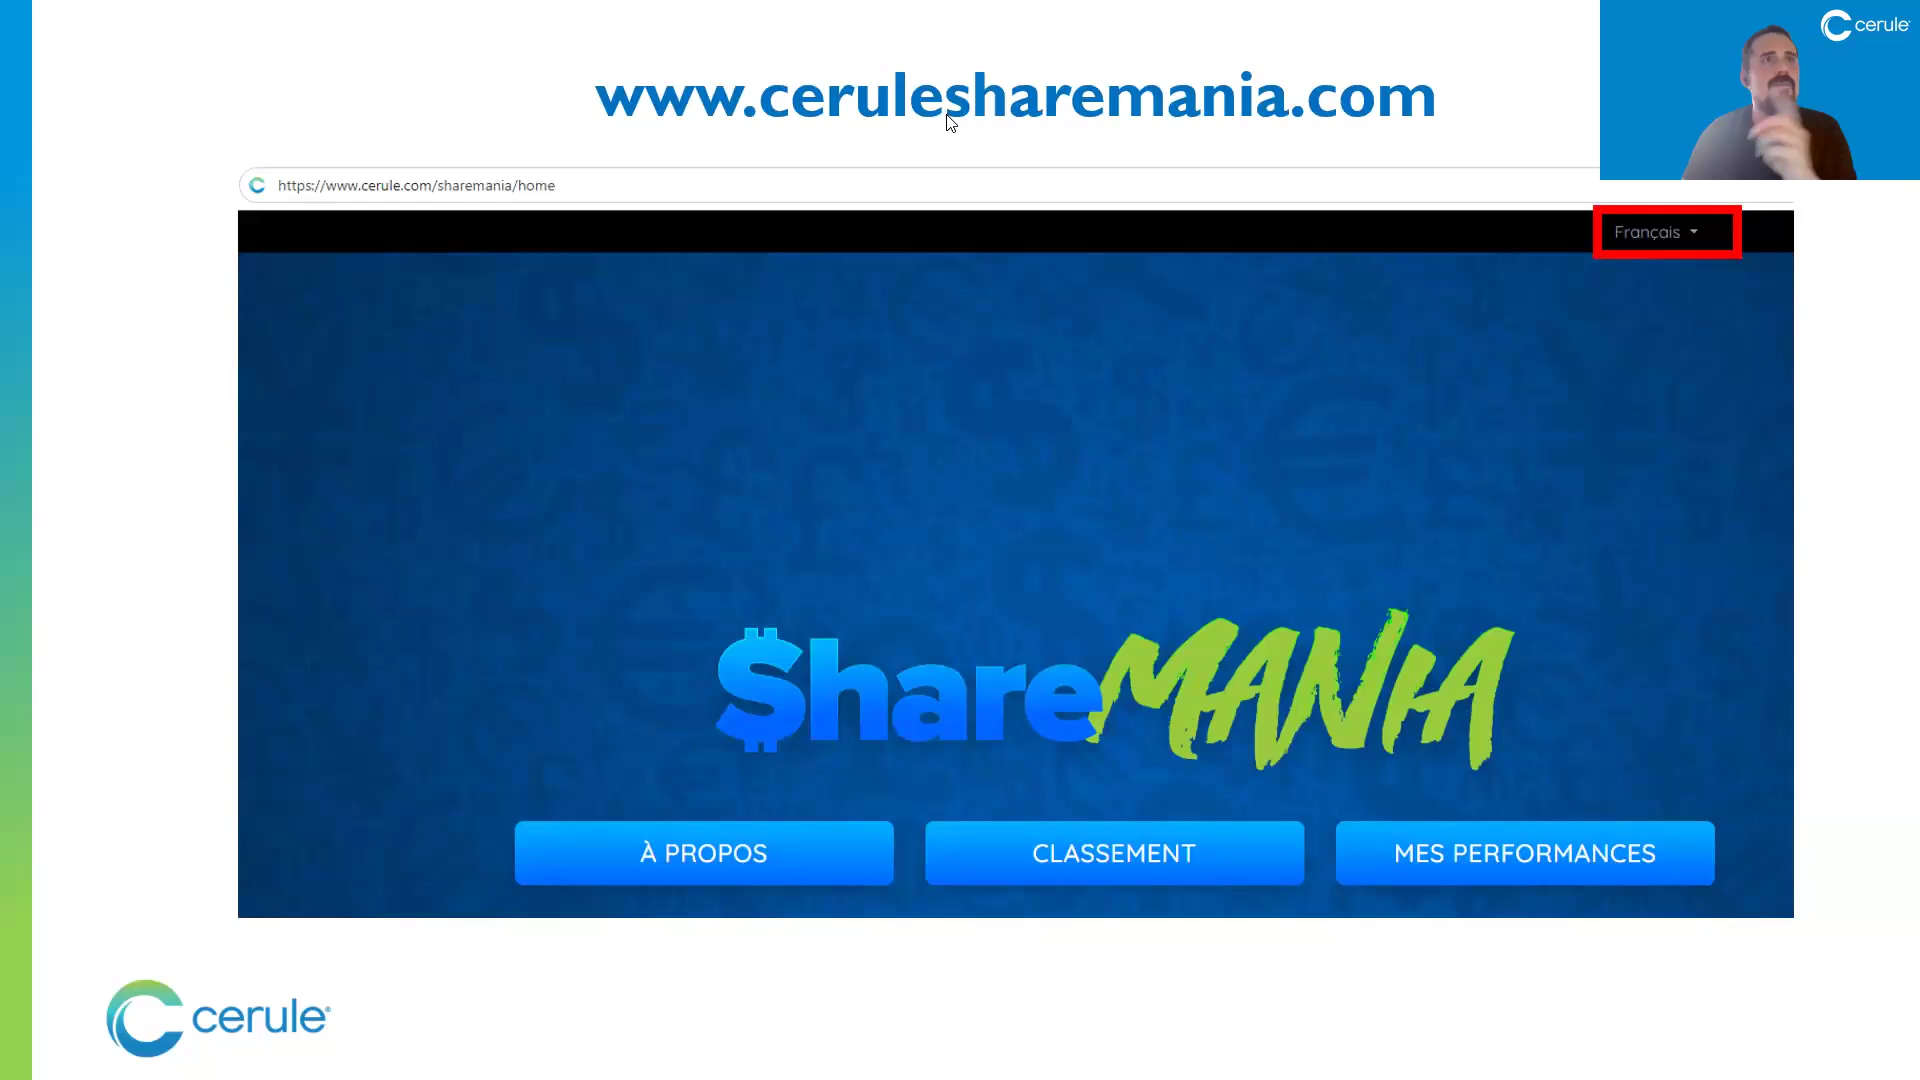 cerule
www.cerulesharemania.com
https://www.cerule.com/sharemania/home
Français
$hareMANIA
À PROPOS
CLASSEMENT
MES PERFORMANCES
cerule®